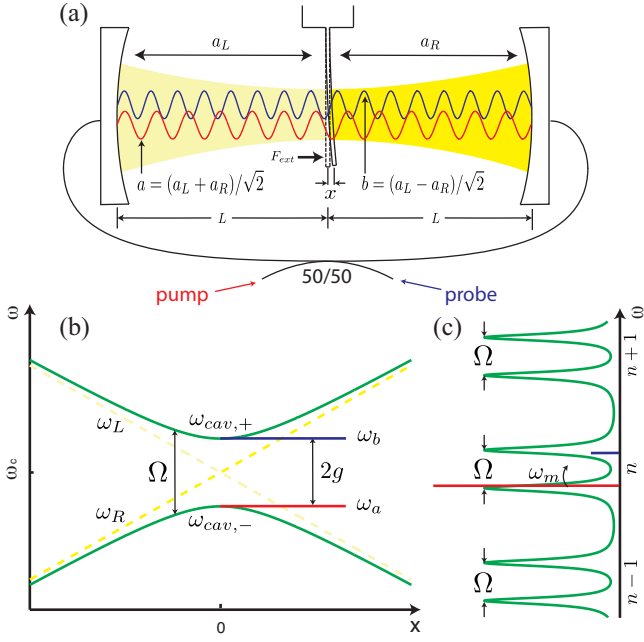 (a)
a_L
a_R
F_ext
a = (a_L + a_R)/√2
x
b = (a_L − a_R)/√2
L
L
50/50
pump
probe
(b)
(c)
ω
ω
n+1
Ω
ω_L
ω_cav,+
ω_b
ω_c
Ω
2g
Ω
n
ω_m
ω_R
ω_cav,−
ω_a
Ω
n−1
0
x